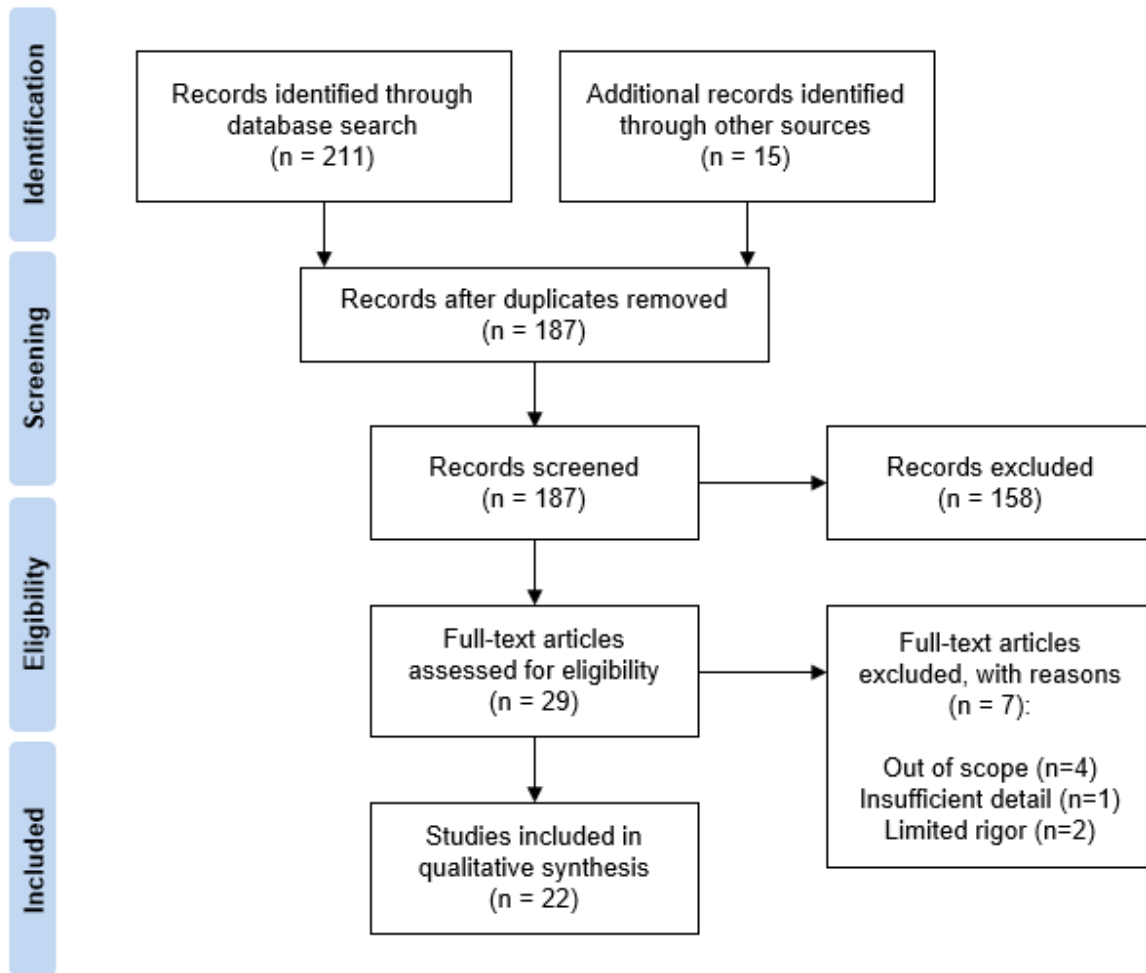 Identification
Records identified through
database search
(n = 211)
Additional records identified
through other sources
(n = 15)
Screening
Records after duplicates removed
(n = 187)
Records screened
(n = 187)
Records excluded
(n = 158)
Eligibility
Full-text articles
assessed for eligibility
(n = 29)
Full-text articles
excluded, with reasons
(n = 7):
Out of scope (n=4)
Insufficient detail (n=1)
Limited rigor (n=2)
Included
Studies included in
qualitative synthesis
(n = 22)